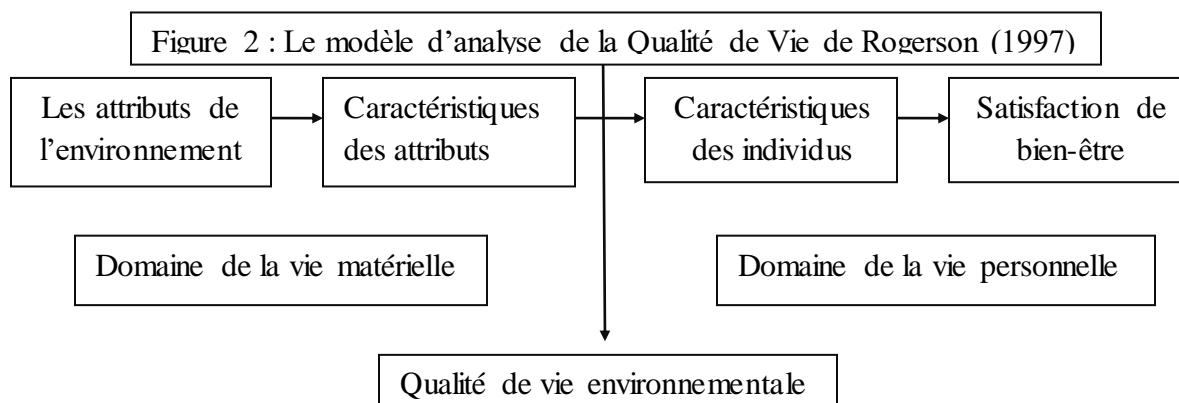 Figure 2 : Le modèle d’analyse de la Qualité de Vie de Rogerson (1997)
Les attributs de
l’environnement
Caractéristiques
des attributs
Caractéristiques
des individus
Satisfaction de
bien-être
Domaine de la vie matérielle
Domaine de la vie personnelle
Qualité de vie environnementale